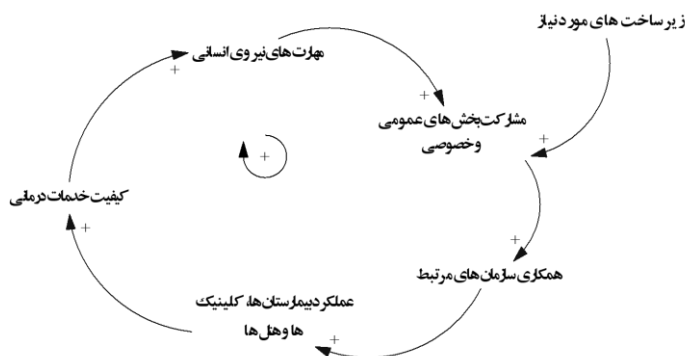 زیرساخت های مورد نیاز
مهارت‌های نیروی انسانی
+
+
مشارکت بخش های عمومی
و خصوصی
+
+
کیفیت خدمات درمانی
+
+
همکاری سازمان های مرتبط
عملکرد بیمارستان‌ها، کلینیک
ها و هتل ها
+